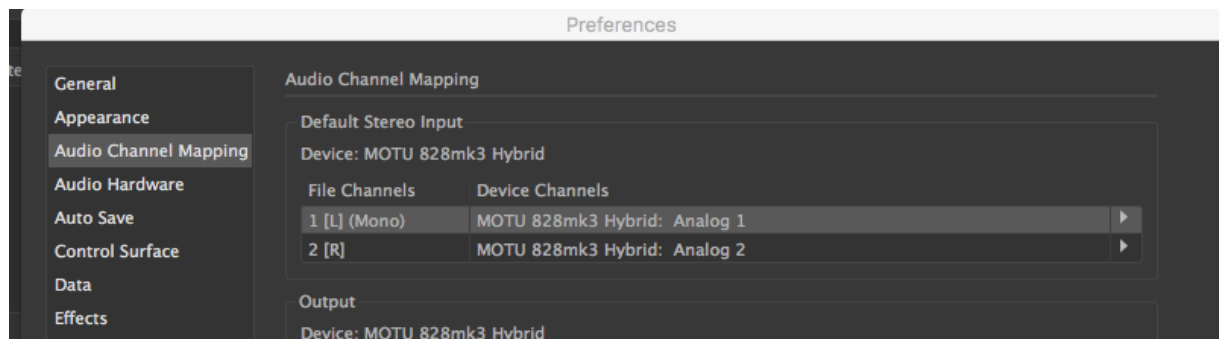 Preferences
te
General
Appearance
Audio Channel Mapping
Audio Hardware
Auto Save
Control Surface
Data
Effects
Audio Channel Mapping
Default Stereo Input
Device: MOTU 828mk3 Hybrid
File Channels Device Channels
1 [L] (Mono) MOTU 828mk3 Hybrid: Analog 1
2 [R] MOTU 828mk3 Hybrid: Analog 2
Output
Device: MOTU 828mk3 Hybrid